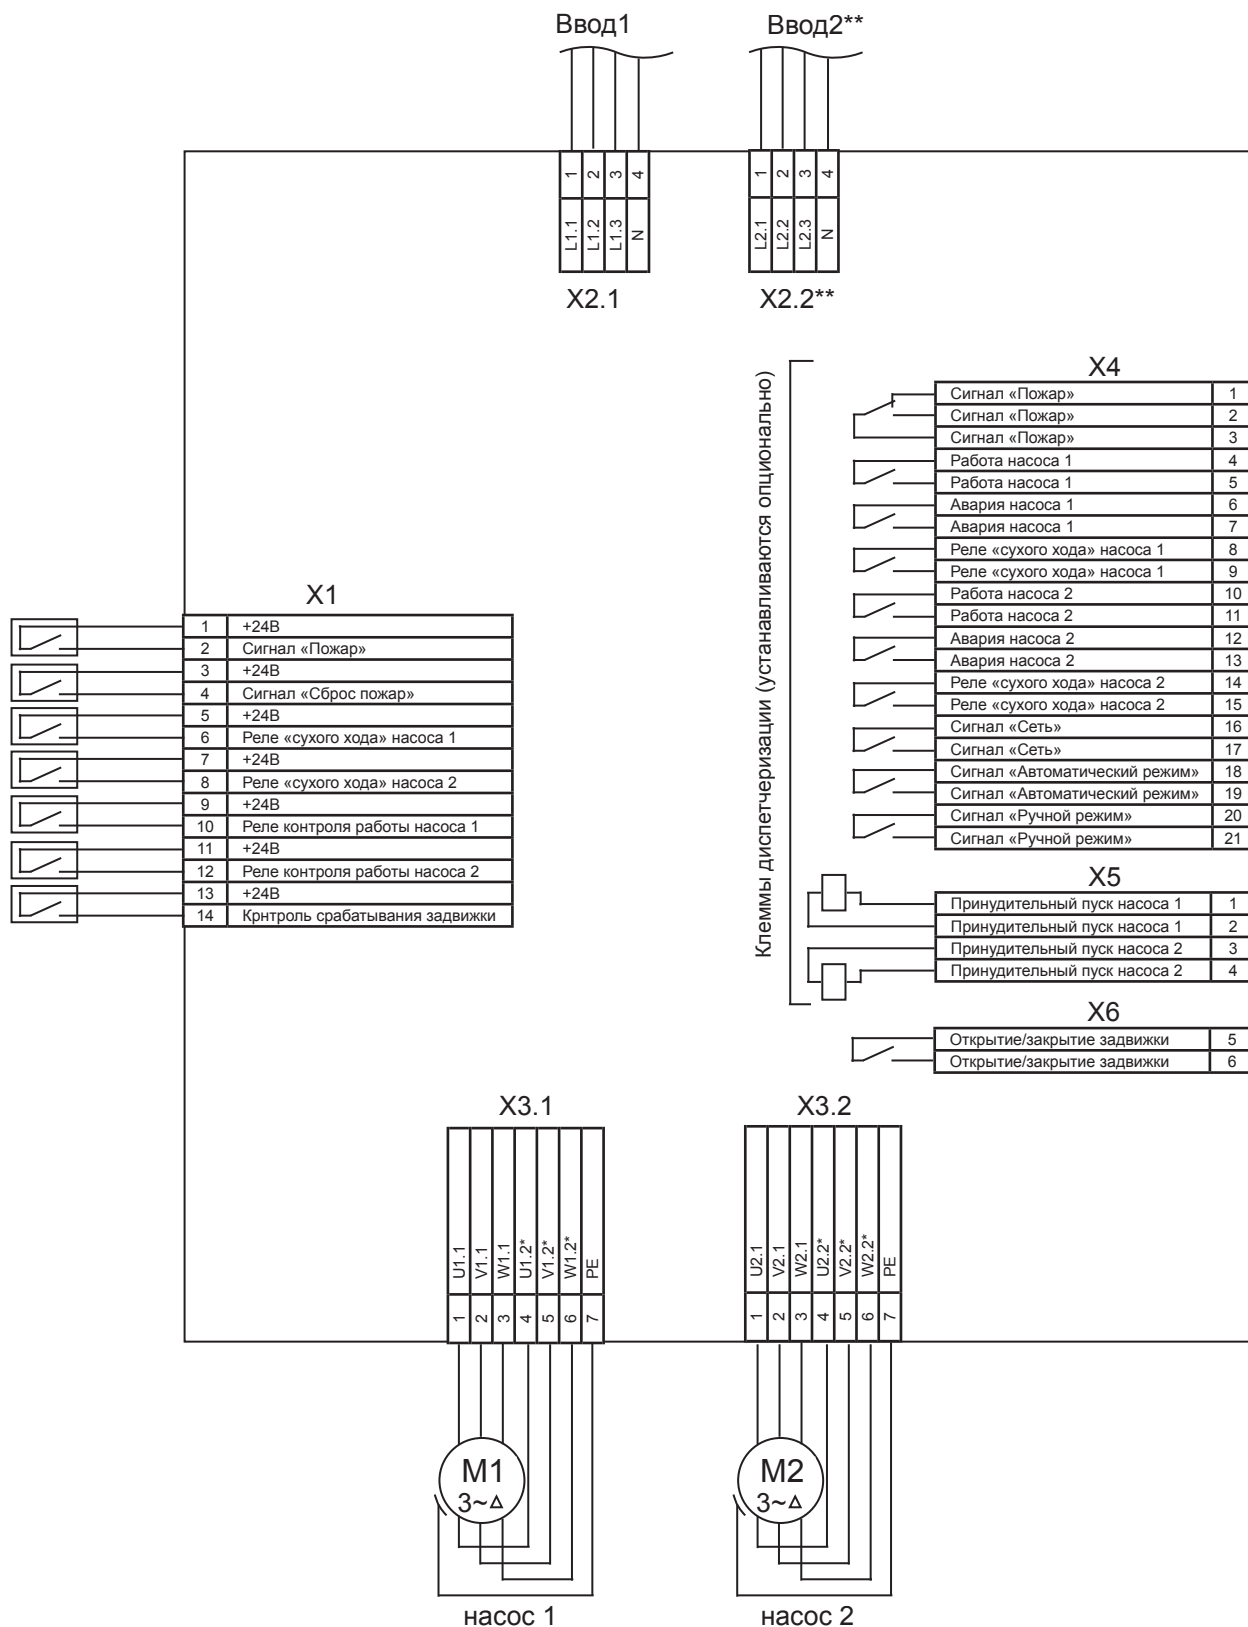 Ввод1
Ввод2**
1 2 3 4
L1.1 L1.2 L1.3 N
X2.1
1 2 3 4
L2.1 L2.2 L2.3 N
X2.2**
Клеммы диспетчеризации (устанавливаются опционально)
X4
Сигнал «Пожар» 1
Сигнал «Пожар» 2
Сигнал «Пожар» 3
Работа насоса 1 4
Работа насоса 1 5
Авария насоса 1 6
Авария насоса 1 7
Реле «сухого хода» насоса 1 8
Реле «сухого хода» насоса 1 9
Работа насоса 2 10
Работа насоса 2 11
Авария насоса 2 12
Авария насоса 2 13
Реле «сухого хода» насоса 2 14
Реле «сухого хода» насоса 2 15
Сигнал «Сеть» 16
Сигнал «Сеть» 17
Сигнал «Автоматический режим» 18
Сигнал «Автоматический режим» 19
Сигнал «Ручной режим» 20
Сигнал «Ручной режим» 21
X1
1 +24В
2 Сигнал «Пожар»
3 +24В
4 Сигнал «Сброс пожар»
5 +24В
6 Реле «сухого хода» насоса 1
7 +24В
8 Реле «сухого хода» насоса 2
9 +24В
10 Реле контроля работы насоса 1
11 +24В
12 Реле контроля работы насоса 2
13 +24В
14 Крнтроль срабатывания задвижки
X5
Принудительный пуск насоса 1 1
Принудительный пуск насоса 1 2
Принудительный пуск насоса 2 3
Принудительный пуск насоса 2 4
X6
Открытие/закрытие задвижки 5
Открытие/закрытие задвижки 6
X3.1
U1.1 V1.1 W1.1 U1.2* V1.2* W1.2* PE
1 2 3 4 5 6 7
M1
3~Δ
насос 1
X3.2
U2.1 V2.1 W2.1 U2.2* V2.2* W2.2* PE
1 2 3 4 5 6 7
M2
3~Δ
насос 2